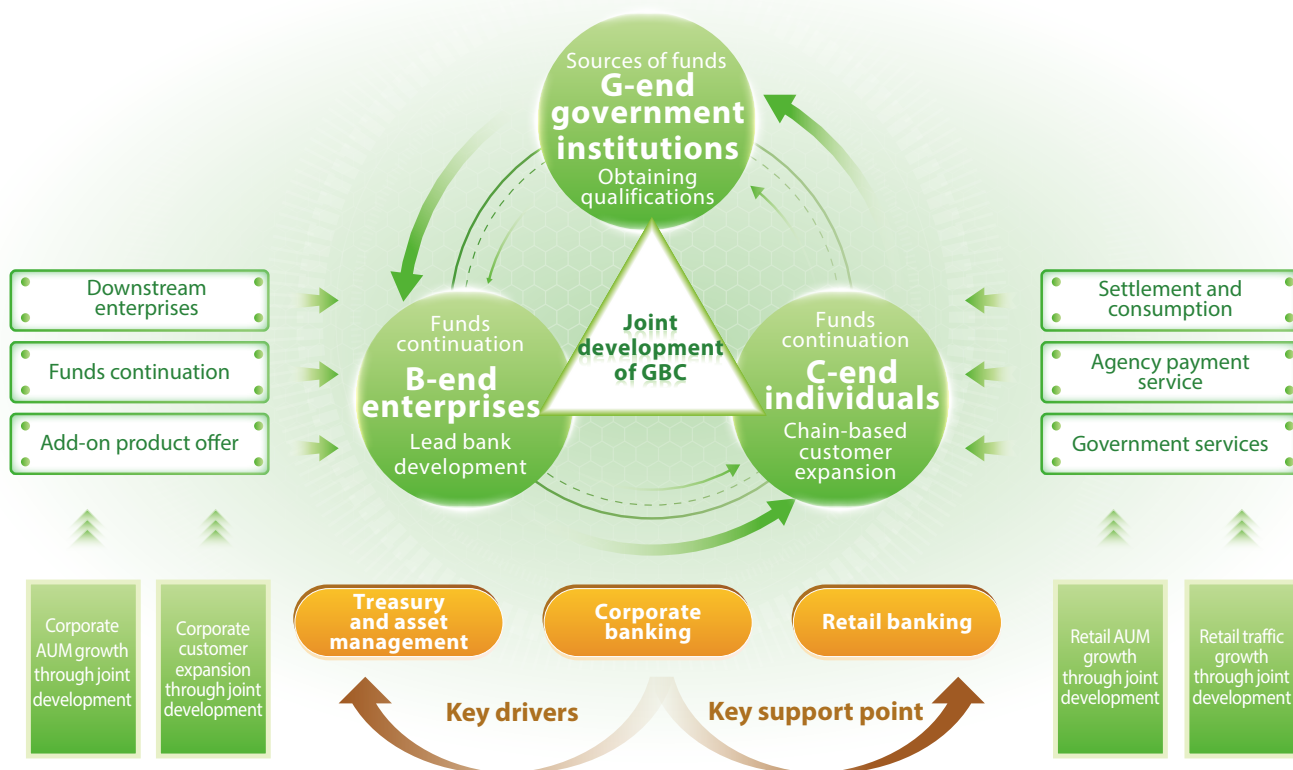 Sources of funds
G-end
government
institutions
Obtaining
qualifications
Downstream
enterprises
Funds continuation
Add-on product offer
Funds
continuation
B-end
enterprises
Lead bank
development
Joint
development
of GBC
Funds
continuation
C-end
individuals
Chain-based
customer
expansion
Settlement and
consumption
Agency payment
service
Government services
Corporate
AUM growth
through joint
development
Corporate
customer
expansion
through joint
development
Treasury
and asset
management
Corporate
banking
Retail banking
Retail AUM
growth
through joint
development
Retail traffic
growth
through joint
development
Key drivers
Key support point